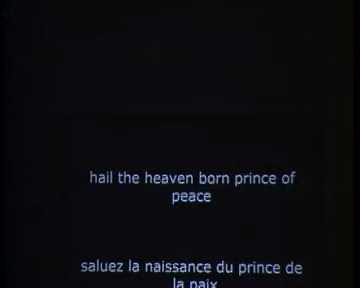 hail the heaven born prince of
peace
saluez la naissance du prince de
la paix